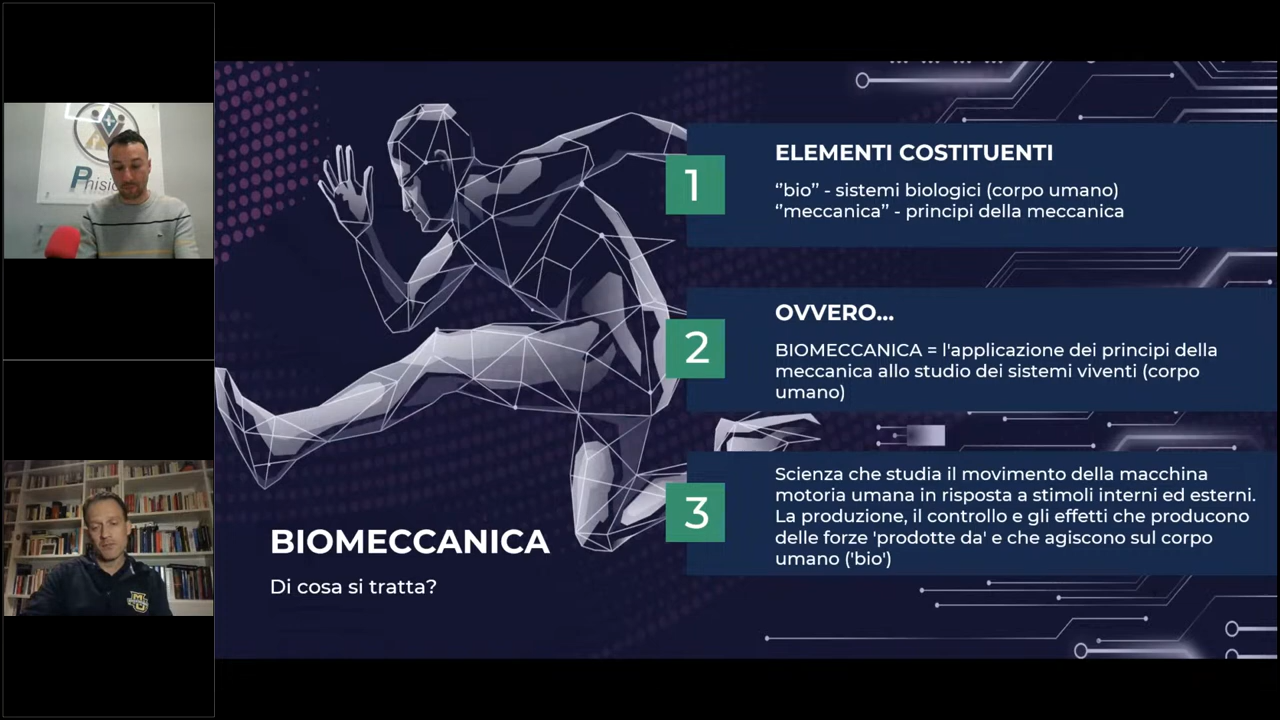 Phisio
ELEMENTI COSTITUENTI
1
‘’bio’’ - sistemi biologici (corpo umano)
‘’meccanica’’ - principi della meccanica
OVVERO...
2
BIOMECCANICA = l'applicazione dei principi della
meccanica allo studio dei sistemi viventi (corpo
umano)
3
Scienza che studia il movimento della macchina
motoria umana in risposta a stimoli interni ed esterni.
La produzione, il controllo e gli effetti che producono
delle forze 'prodotte da' e che agiscono sul corpo
umano ('bio')
BIOMECCANICA
Di cosa si tratta?